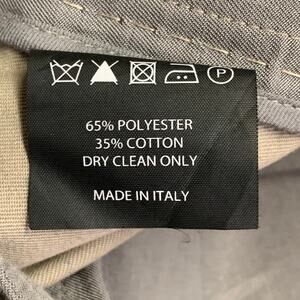 P
65% POLYESTER
35% COTTON
DRY CLEAN ONLY
MADE IN ITALY